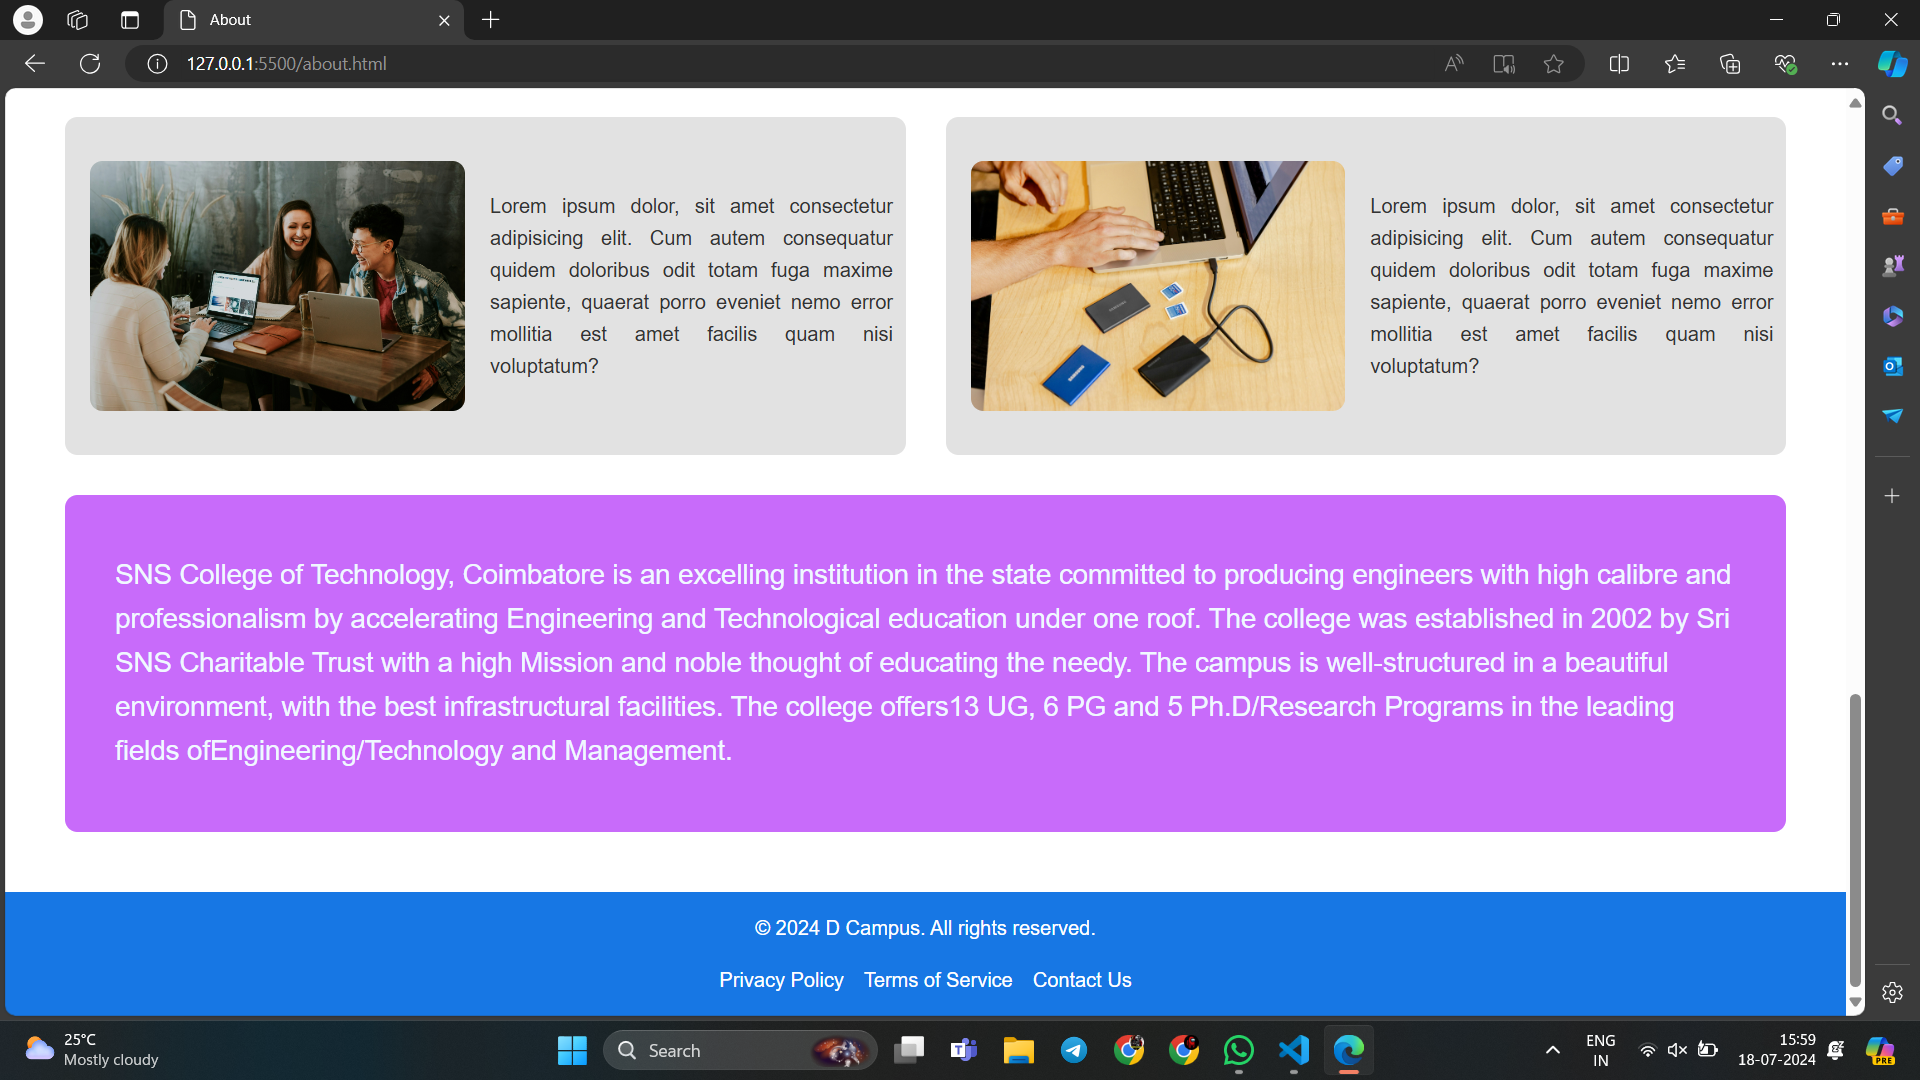 About
127.0.0.1:5500/about.html
Lorem ipsum dolor, sit amet consectetur
adipisicing elit. Cum autem consequatur
quidem doloribus odit totam fuga maxime
sapiente, quaerat porro eveniet nemo error
mollitia est amet facilis quam nisi
voluptatum?
Lorem ipsum dolor, sit amet consectetur
adipisicing elit. Cum autem consequatur
quidem doloribus odit totam fuga maxime
sapiente, quaerat porro eveniet nemo error
mollitia est amet facilis quam nisi
voluptatum?
SNS College of Technology, Coimbatore is an excelling institution in the state committed to producing engineers with high calibre and
professionalism by accelerating Engineering and Technological education under one roof. The college was established in 2002 by Sri
SNS Charitable Trust with a high Mission and noble thought of educating the needy. The campus is well-structured in a beautiful
environment, with the best infrastructural facilities. The college offers13 UG, 6 PG and 5 Ph.D/Research Programs in the leading
fields ofEngineering/Technology and Management.
© 2024 D Campus. All rights reserved.
Privacy Policy Terms of Service Contact Us
25°C
Mostly cloudy
Search
ENG
IN
15:59
18-07-2024
PRE